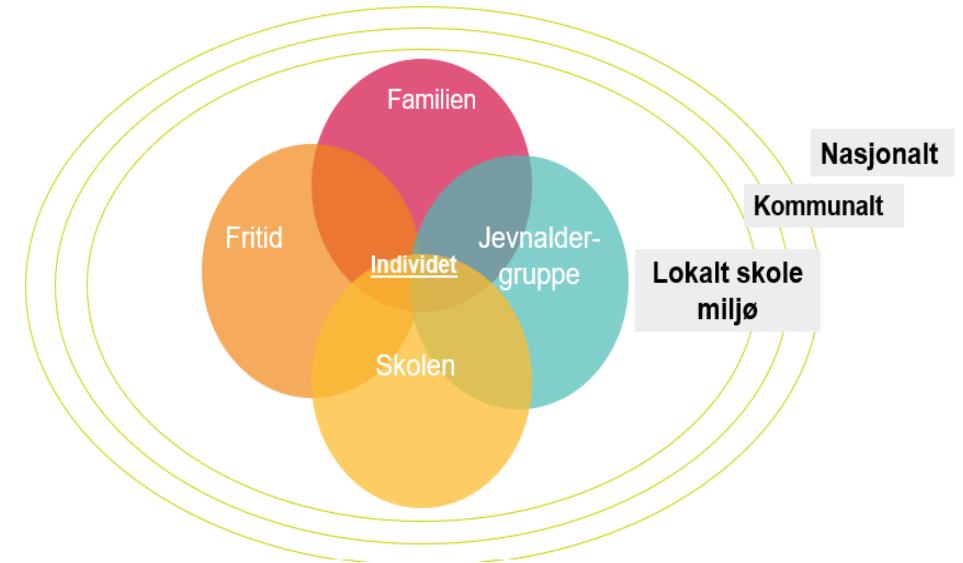 Familien
Nasjonalt
Kommunalt
Fritid
Jevnalder-
gruppe
Individet
Lokalt skole
miljø
Skolen